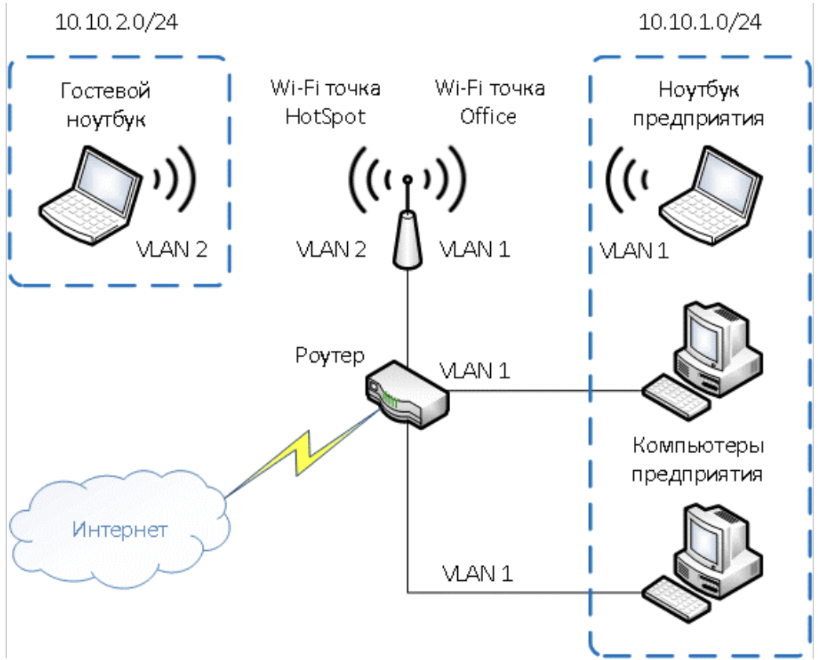 10.10.2.0/24
10.10.1.0/24
Гостевой
ноутбук
Wi-Fi точка
HotSpot
Wi-Fi точка
Office
Ноутбук
предприятия
VLAN 2
VLAN 2
VLAN 1
VLAN 1
Роутер
VLAN 1
Компьютеры
предприятия
Интернет
VLAN 1